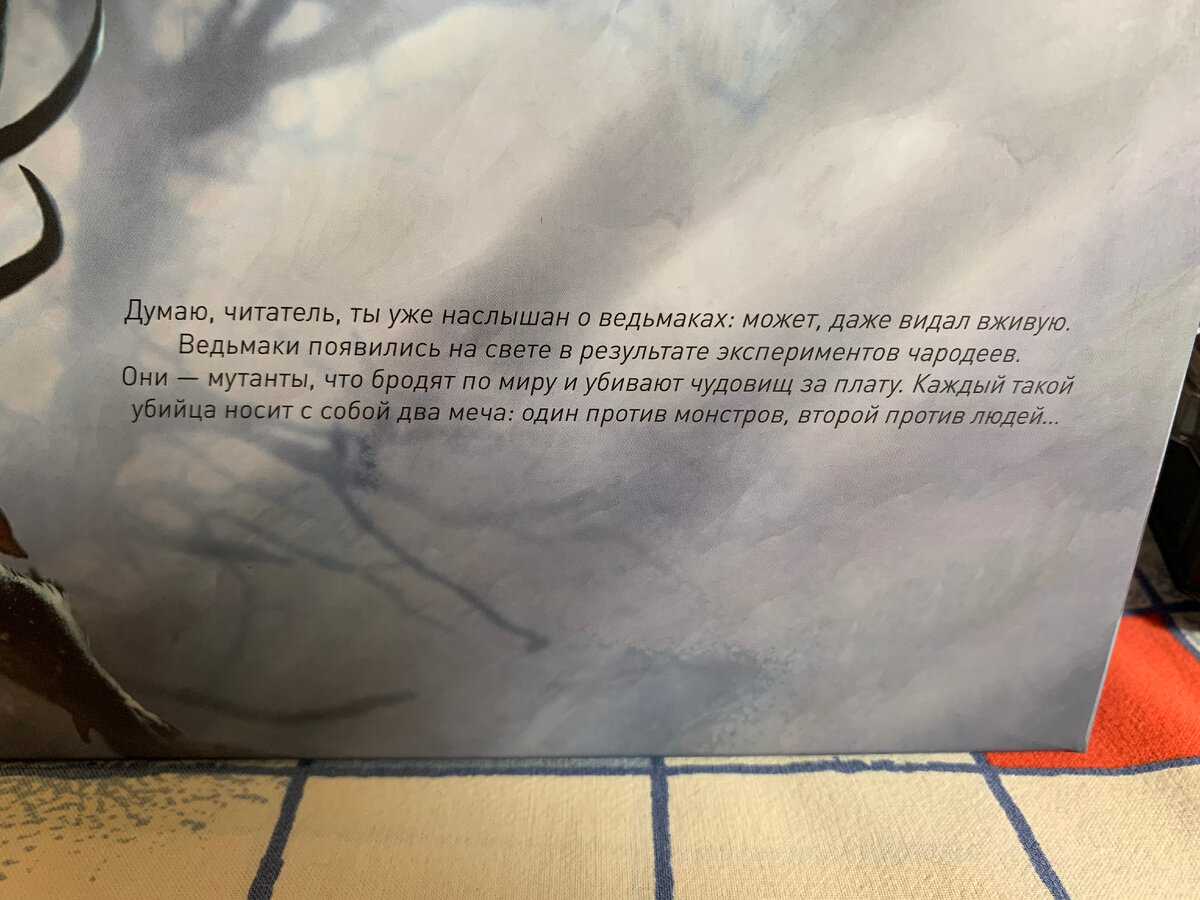 Думаю, читатель, ты уже наслышан о ведьмаках: может, даже видал вживую.
Ведьмаки появились на свете в результате экспериментов чародеев.
Они — мутанты, что бродят по миру и убивают чудовищ за плату. Каждый такой
убийца носит с собой два меча: один против монстров, второй против людей...